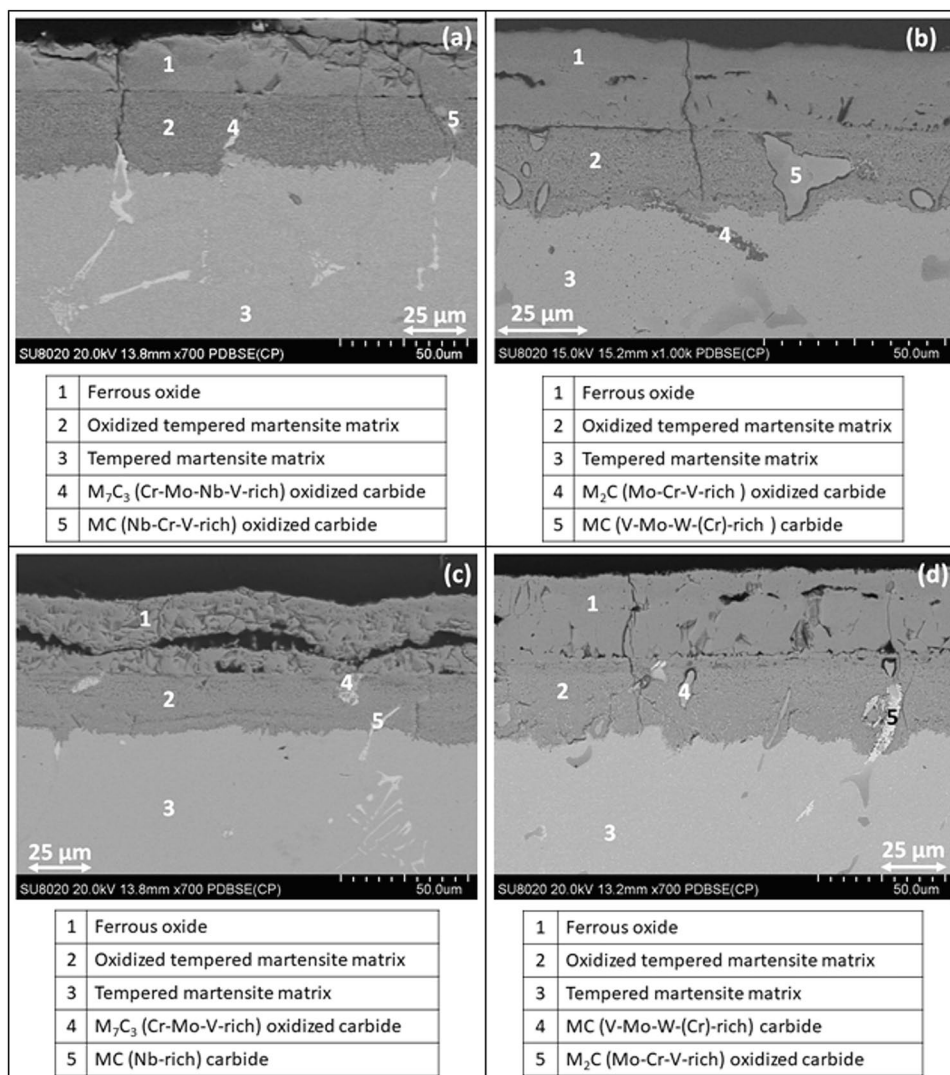 (a)
1
2
4
5
3
25 μm
SU8020 20.0kV 13.8mm x700 PDBSE(CP)
50.0um
1 Ferrous oxide
2 Oxidized tempered martensite matrix
3 Tempered martensite matrix
4 M₇C₃ (Cr-Mo-Nb-V-rich) oxidized carbide
5 MC (Nb-Cr-V-rich) oxidized carbide
(b)
1
2
5
4
3
25 μm
SU8020 15.0kV 15.2mm x1.00k PDBSE(CP)
50.0um
1 Ferrous oxide
2 Oxidized tempered martensite matrix
3 Tempered martensite matrix
4 M₂C (Mo-Cr-V-rich ) oxidized carbide
5 MC (V-Mo-W-(Cr)-rich ) carbide
(c)
1
4
2
5
3
25 μm
SU8020 20.0kV 13.8mm x700 PDBSE(CP)
50.0um
1 Ferrous oxide
2 Oxidized tempered martensite matrix
3 Tempered martensite matrix
4 M₇C₃ (Cr-Mo-V-rich) oxidized carbide
5 MC (Nb-rich) carbide
(d)
1
2
4
5
3
25 μm
SU8020 20.0kV 13.2mm x700 PDBSE(CP)
50.0um
1 Ferrous oxide
2 Oxidized tempered martensite matrix
3 Tempered martensite matrix
4 MC (V-Mo-W-(Cr)-rich) carbide
5 M₂C (Mo-Cr-V-rich) oxidized carbide